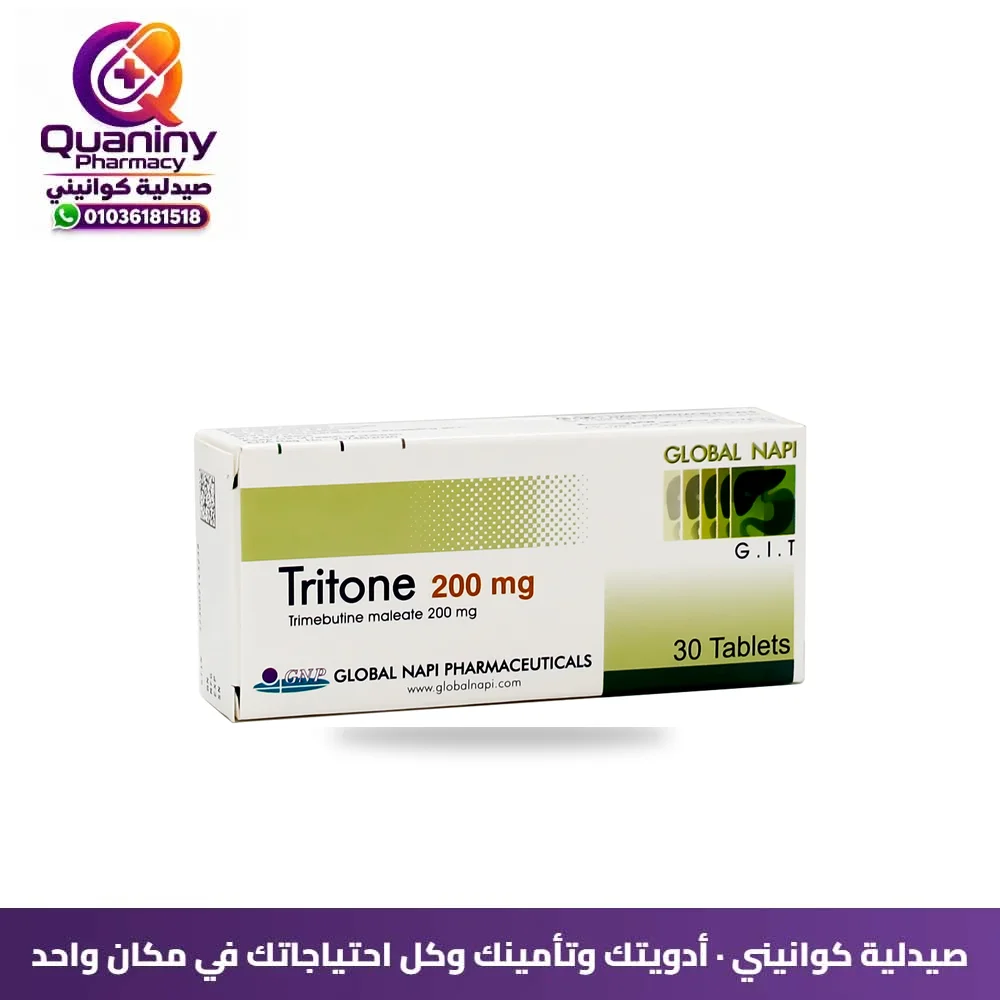 Quaniny
Pharmacy
صيدلية كوانيني
01036181518
GLOBAL NAPI
G.I.T
Tritone 200 mg
Trimebutine maleate 200 mg
30 Tablets
GNP GLOBAL NAPI PHARMACEUTICALS
www.globalnapi.com
صيدلية كوانيني · أدويتك وتأمينك وكل احتياجاتك في مكان واحد